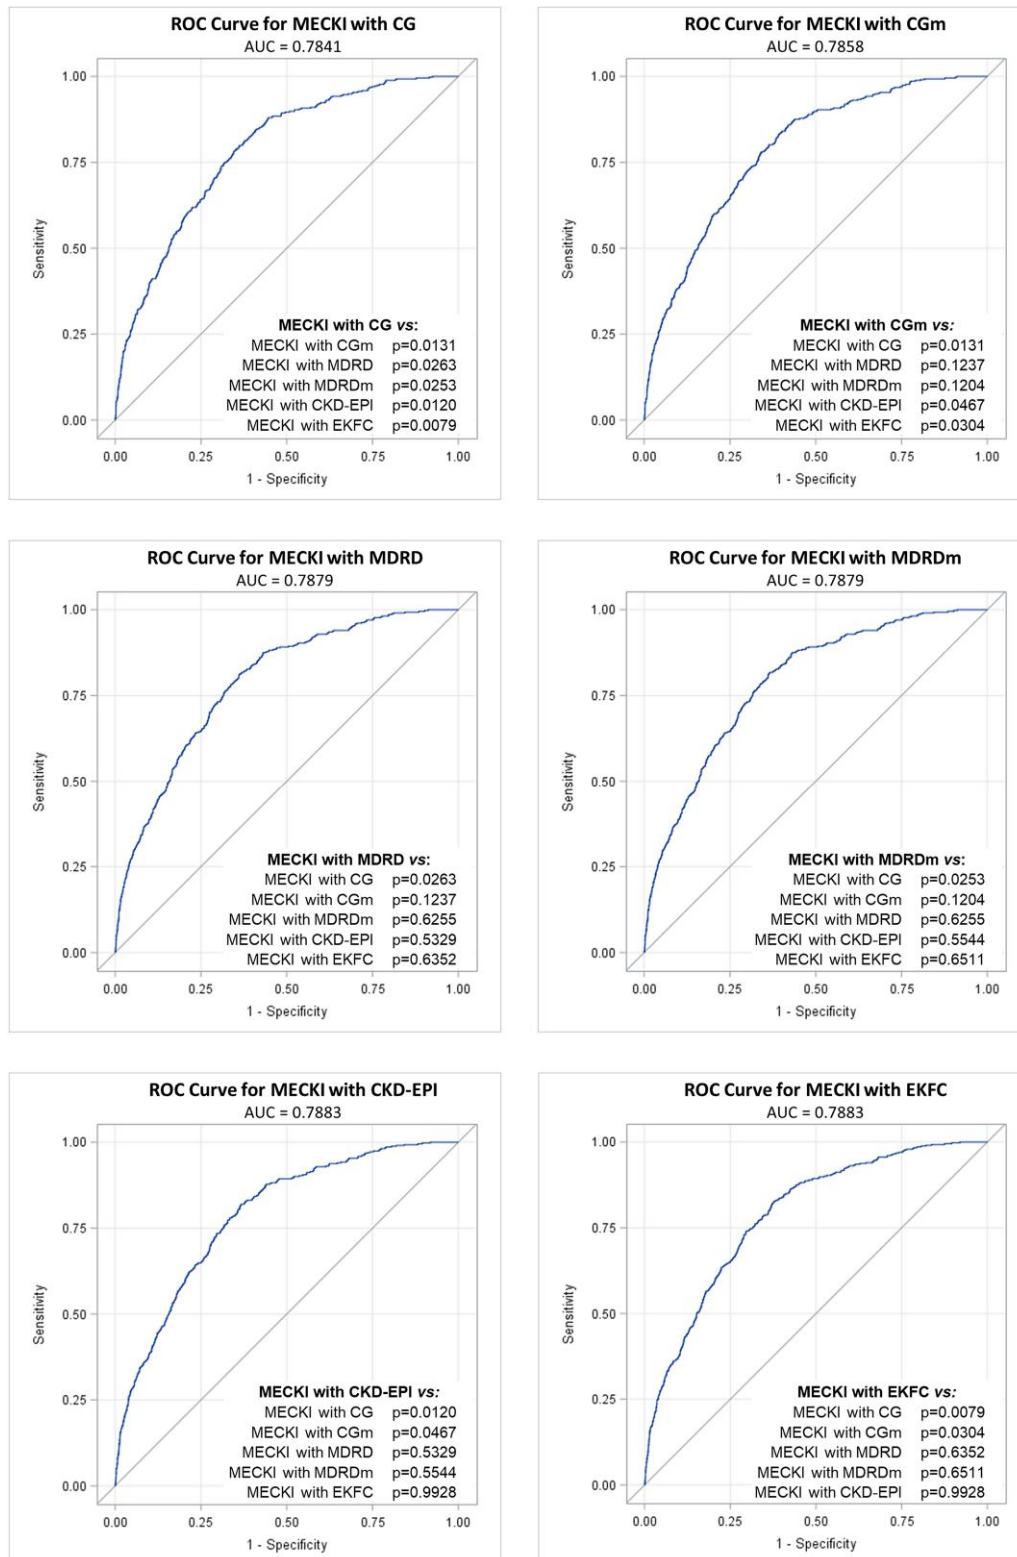 ROC Curve for MECKI with CG
AUC = 0.7841
1.00
0.75
0.50
0.25
0.00
Sensitivity
MECKI with CG vs:
MECKI with CGm p=0.0131
MECKI with MDRD p=0.0263
MECKI with MDRDm p=0.0253
MECKI with CKD-EPI p=0.0120
MECKI with EKFC p=0.0079
0.00 0.25 0.50 0.75 1.00
1 - Specificity
ROC Curve for MECKI with CGm
AUC = 0.7858
1.00
0.75
0.50
0.25
0.00
Sensitivity
MECKI with CGm vs:
MECKI with CG p=0.0131
MECKI with MDRD p=0.1237
MECKI with MDRDm p=0.1204
MECKI with CKD-EPI p=0.0467
MECKI with EKFC p=0.0304
0.00 0.25 0.50 0.75 1.00
1 - Specificity
ROC Curve for MECKI with MDRD
AUC = 0.7879
1.00
0.75
0.50
0.25
0.00
Sensitivity
MECKI with MDRD vs:
MECKI with CG p=0.0263
MECKI with CGm p=0.1237
MECKI with MDRDm p=0.6255
MECKI with CKD-EPI p=0.5329
MECKI with EKFC p=0.6352
0.00 0.25 0.50 0.75 1.00
1 - Specificity
ROC Curve for MECKI with MDRDm
AUC = 0.7879
1.00
0.75
0.50
0.25
0.00
Sensitivity
MECKI with MDRDm vs:
MECKI with CG p=0.0253
MECKI with CGm p=0.1204
MECKI with MDRD p=0.6255
MECKI with CKD-EPI p=0.5544
MECKI with EKFC p=0.6511
0.00 0.25 0.50 0.75 1.00
1 - Specificity
ROC Curve for MECKI with CKD-EPI
AUC = 0.7883
1.00
0.75
0.50
0.25
0.00
Sensitivity
MECKI with CKD-EPI vs:
MECKI with CG p=0.0120
MECKI with CGm p=0.0467
MECKI with MDRD p=0.5329
MECKI with MDRDm p=0.5544
MECKI with EKFC p=0.9928
0.00 0.25 0.50 0.75 1.00
1 - Specificity
ROC Curve for MECKI with EKFC
AUC = 0.7883
1.00
0.75
0.50
0.25
0.00
Sensitivity
MECKI with EKFC vs:
MECKI with CG p=0.0079
MECKI with CGm p=0.0304
MECKI with MDRD p=0.6352
MECKI with MDRDm p=0.6511
MECKI with CKD-EPI p=0.9928
0.00 0.25 0.50 0.75 1.00
1 - Specificity